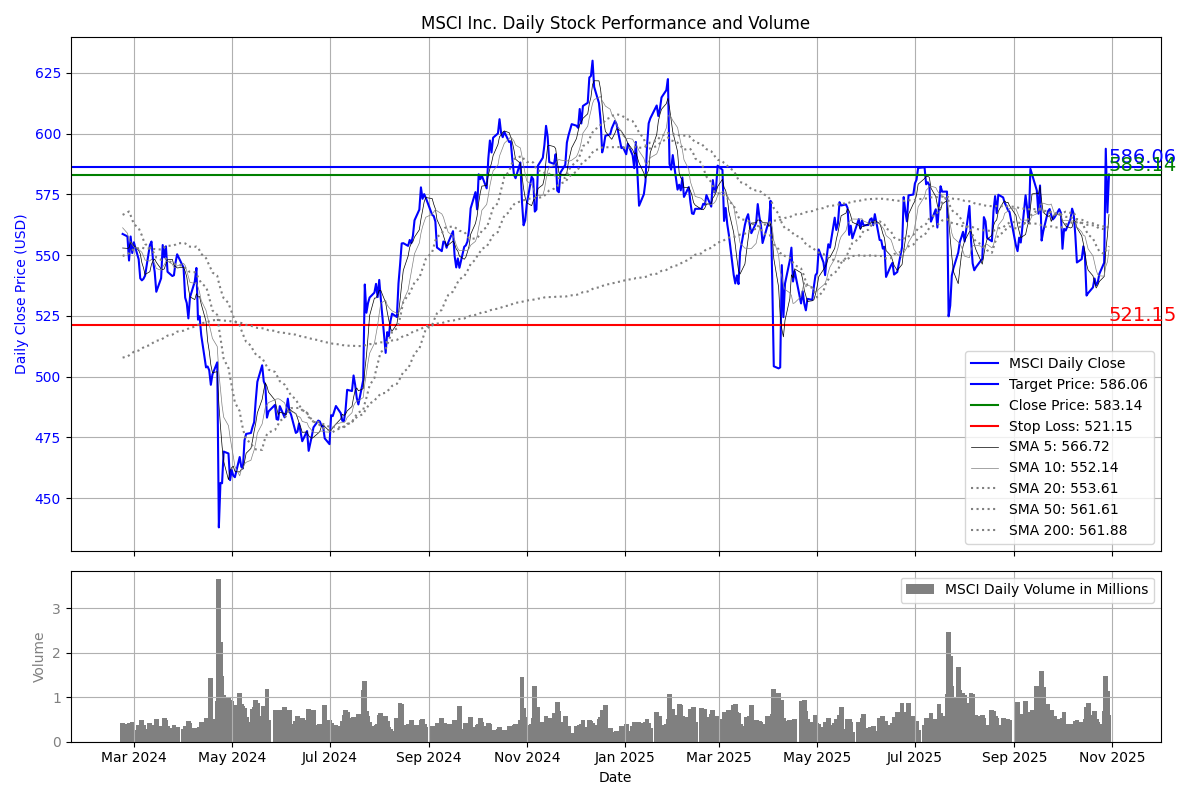 MSCI Inc. Daily Stock Performance and Volume
Daily Close Price (USD)
625
600
575
550
525
500
475
450
586.06
583.14
521.15
MSCI Daily Close
Target Price: 586.06
Close Price: 583.14
Stop Loss: 521.15
SMA 5: 566.72
SMA 10: 552.14
SMA 20: 553.61
SMA 50: 561.61
SMA 200: 561.88
Volume
3
2
1
0
MSCI Daily Volume in Millions
Mar 2024 May 2024 Jul 2024 Sep 2024 Nov 2024 Jan 2025 Mar 2025 May 2025 Jul 2025 Sep 2025 Nov 2025
Date